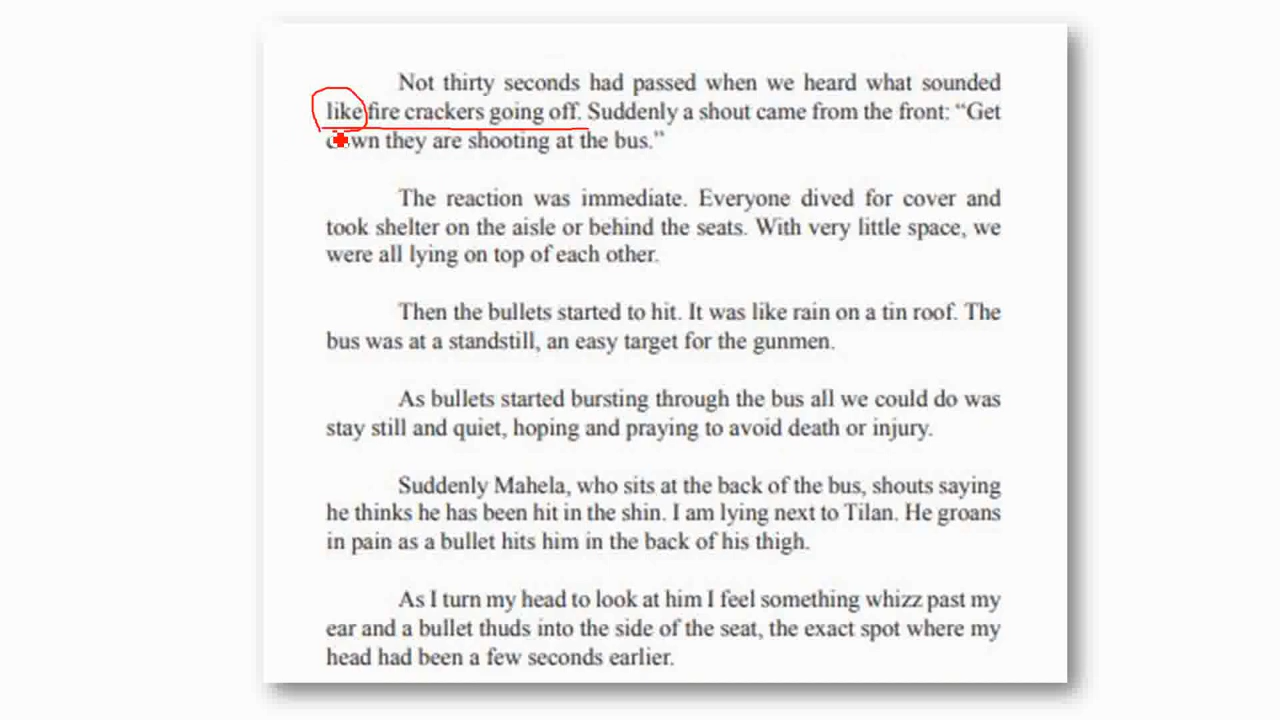 Not thirty seconds had passed when we heard what sounded
like fire crackers going off. Suddenly a shout came from the front: “Get
down they are shooting at the bus.”
The reaction was immediate. Everyone dived for cover and
took shelter on the aisle or behind the seats. With very little space, we
were all lying on top of each other.
Then the bullets started to hit. It was like rain on a tin roof. The
bus was at a standstill, an easy target for the gunmen.
As bullets started bursting through the bus all we could do was
stay still and quiet, hoping and praying to avoid death or injury.
Suddenly Mahela, who sits at the back of the bus, shouts saying
he thinks he has been hit in the shin. I am lying next to Tilan. He groans
in pain as a bullet hits him in the back of his thigh.
As I turn my head to look at him I feel something whizz past my
ear and a bullet thuds into the side of the seat, the exact spot where my
head had been a few seconds earlier.